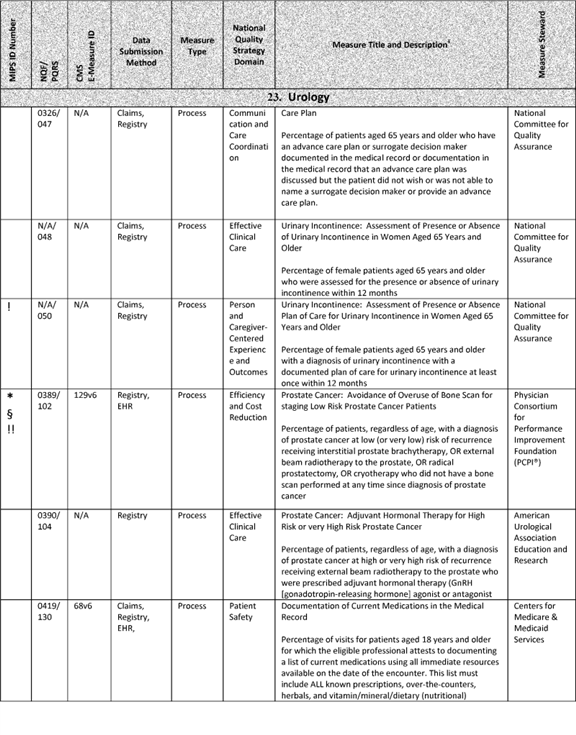 MIPS ID Number
NQF/
PQRS
CMS
E-Measure ID
Data
Submission
Method
Measure
Type
National
Quality
Strategy
Domain
Measure Title and Description¥
Measure Steward
23. Urology
0326/
047
N/A
Claims,
Registry
Process
Communi
cation and
Care
Coordinati
on
Care Plan
Percentage of patients aged 65 years and older who have
an advance care plan or surrogate decision maker
documented in the medical record or documentation in
the medical record that an advance care plan was
discussed but the patient did not wish or was not able to
name a surrogate decision maker or provide an advance
care plan.
National
Committee for
Quality
Assurance
N/A/
048
N/A
Claims,
Registry
Process
Effective
Clinical
Care
Urinary Incontinence: Assessment of Presence or Absence
of Urinary Incontinence in Women Aged 65 Years and
Older
Percentage of female patients aged 65 years and older
who were assessed for the presence or absence of urinary
incontinence within 12 months
National
Committee for
Quality
Assurance
!
N/A/
050
N/A
Claims,
Registry
Process
Person
and
Caregiver-
Centered
Experienc
e and
Outcomes
Urinary Incontinence: Assessment of Presence or Absence
Plan of Care for Urinary Incontinence in Women Aged 65
Years and Older
Percentage of female patients aged 65 years and older
with a diagnosis of urinary incontinence with a
documented plan of care for urinary incontinence at least
once within 12 months
National
Committee for
Quality
Assurance
*
§
!!
0389/
102
129v6
Registry,
EHR
Process
Efficiency
and Cost
Reduction
Prostate Cancer: Avoidance of Overuse of Bone Scan for
staging Low Risk Prostate Cancer Patients
Percentage of patients, regardless of age, with a diagnosis
of prostate cancer at low (or very low) risk of recurrence
receiving interstitial prostate brachytherapy, OR external
beam radiotherapy to the prostate, OR radical
prostatectomy, OR cryotherapy who did not have a bone
scan performed at any time since diagnosis of prostate
cancer
Physician
Consortium
for
Performance
Improvement
Foundation
(PCPI®)
0390/
104
N/A
Registry
Process
Effective
Clinical
Care
Prostate Cancer: Adjuvant Hormonal Therapy for High
Risk or very High Risk Prostate Cancer
Percentage of patients, regardless of age, with a diagnosis
of prostate cancer at high or very high risk of recurrence
receiving external beam radiotherapy to the prostate who
were prescribed adjuvant hormonal therapy (GnRH
[gonadotropin-releasing hormone] agonist or antagonist
American
Urological
Association
Education and
Research
0419/
130
68v6
Claims,
Registry,
EHR,
Process
Patient
Safety
Documentation of Current Medications in the Medical
Record
Percentage of visits for patients aged 18 years and older
for which the eligible professional attests to documenting
a list of current medications using all immediate resources
available on the date of the encounter. This list must
include ALL known prescriptions, over-the-counters,
herbals, and vitamin/mineral/dietary (nutritional)
Centers for
Medicare &
Medicaid
Services